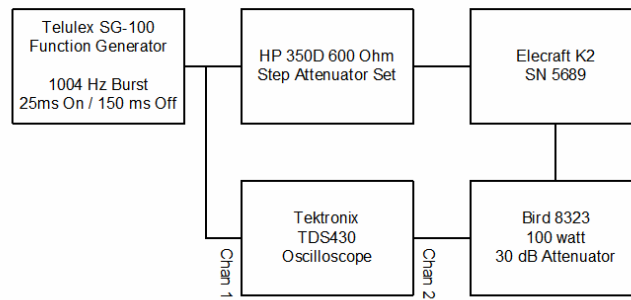 Telulex SG-100
Function Generator
1004 Hz Burst
25ms On / 150 ms Off
HP 350D 600 Ohm
Step Attenuator Set
Elecraft K2
SN 5689
Tektronix
TDS430
Oscilloscope
Bird 8323
100 watt
30 dB Attenuator
Chan 1
Chan 2